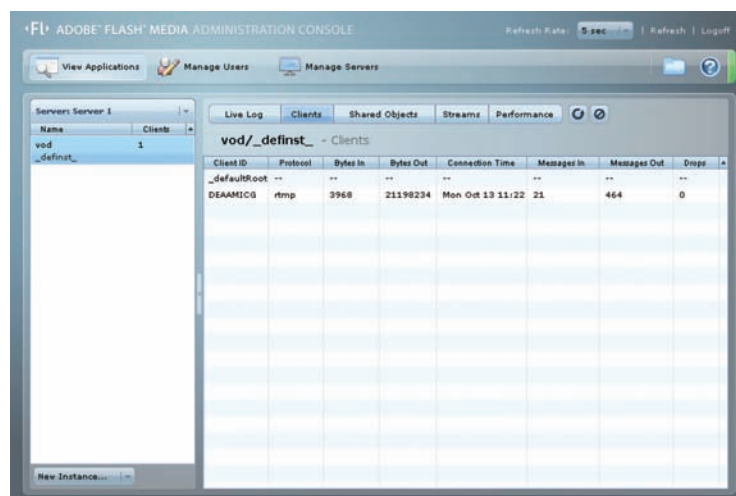 Fl ADOBE® FLASH® MEDIA ADMINISTRATION CONSOLE Refresh Rate: 5 sec | Refresh | Logoff
View Applications Manage Users Manage Servers ?
Server: Server 1
Name Clients
vod _definst_ 1
New Instance...
Live Log Clients Shared Objects Streams Performance
vod/_definst_ - Clients
Client ID Protocol Bytes In Bytes Out Connection Time Messages In Messages Out Drops
_defaultRoot -- -- -- -- -- -- --
DEAAMICG rtmp 3968 21198234 Mon Oct 13 11:22 21 464 0